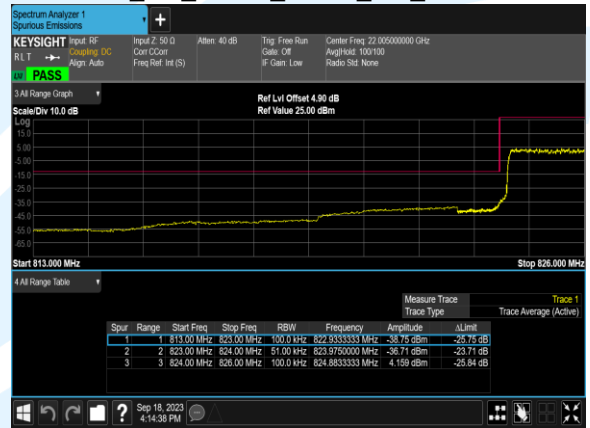 Spectrum Analyzer 1
Spurious Emissions
KEYSIGHT Input: RF Input Z: 50 Ω Atten: 40 dB Trig: Free Run Center Freq: 22.005000000 GHz
RLT Coupling: DC Corr CCorr Gate: Off Avg|Hold: 100/100
Align: Auto Freq Ref: Int (S) IF Gain: Low Radio Std: None
PASS
3 All Range Graph
Ref Lvl Offset 4.90 dB
Scale/Div 10.0 dB Ref Value 25.00 dBm
Log
15.0
5.00
-5.00
-15.0
-25.0
-35.0
-45.0
-55.0
-65.0
Start 813.000 MHz Stop 826.000 MHz
4 All Range Table
Measure Trace Trace 1
Trace Type Trace Average (Active)
Spur Range Start Freq Stop Freq RBW Frequency Amplitude ΔLimit
1 1 813.00 MHz 823.00 MHz 100.0 kHz 822.9333333 MHz -38.75 dBm -25.75 dB
2 2 823.00 MHz 824.00 MHz 51.00 kHz 823.9750000 MHz -36.71 dBm -23.71 dB
3 3 824.00 MHz 826.00 MHz 100.0 kHz 824.8833333 MHz 4.159 dBm -25.84 dB
Sep 18, 2023
4:14:38 PM